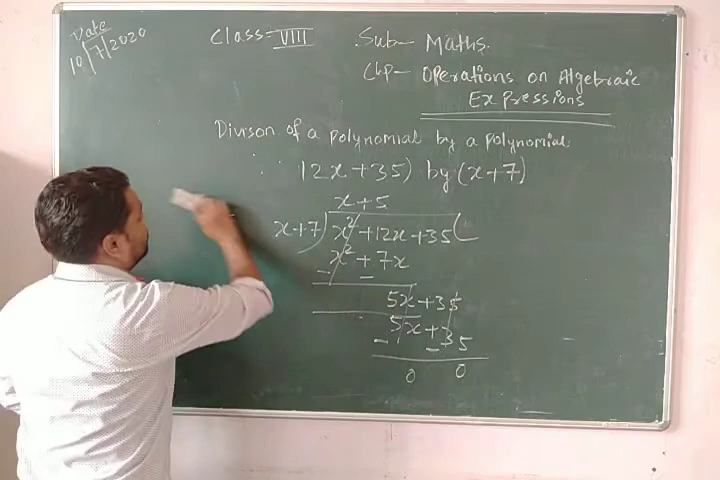 Date
10/7/2020
Class- VIII
Sub- Maths.
Chp- Operations on Algebraic
Expressions
Divison of a polynomial by a polynomial.
12x+35) by (x+7)
x+5
x+7) x²+12x+35(
x²+7x
- -
5x+35
5x+35
- -
0 0